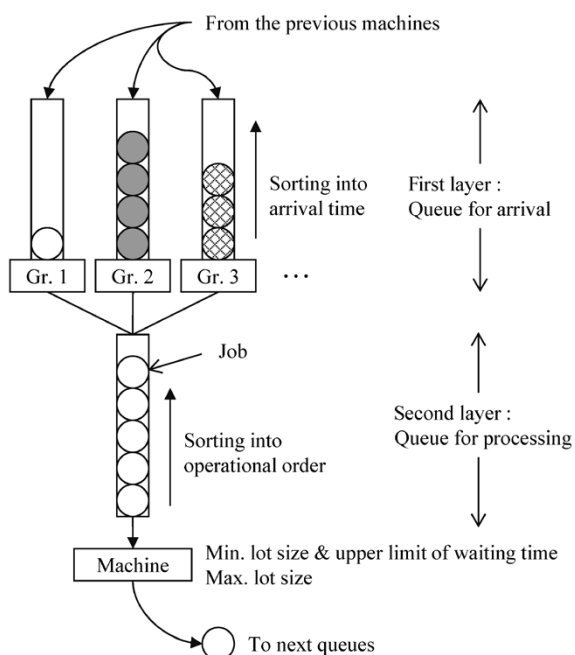 From the previous machines
Sorting into
arrival time
First layer :
Queue for arrival
Gr. 1
Gr. 2
Gr. 3
...
Job
Sorting into
operational order
Second layer :
Queue for processing
Machine
Min. lot size & upper limit of waiting time
Max. lot size
To next queues